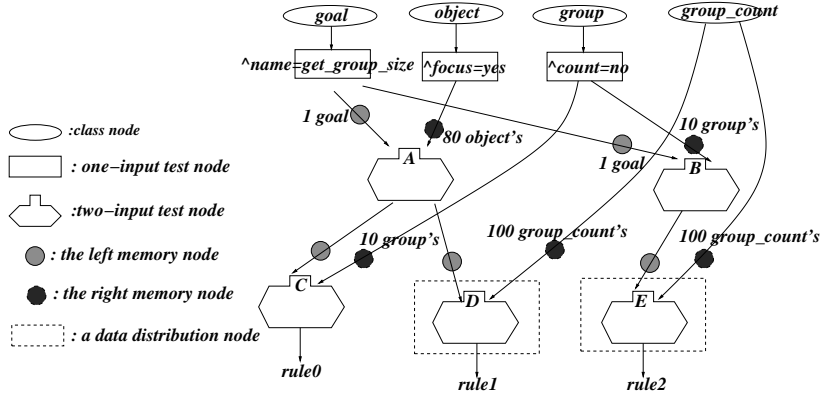 goal
object
group
group_count
^name=get_group_size
^focus=yes
^count=no
1 goal
80 object's
10 group's
1 goal
:class node
: one-input test node
:two-input test node
: the left memory node
: the right memory node
: a data distribution node
A
B
10 group's
100 group_count's
100 group_count's
C
D
E
rule0
rule1
rule2